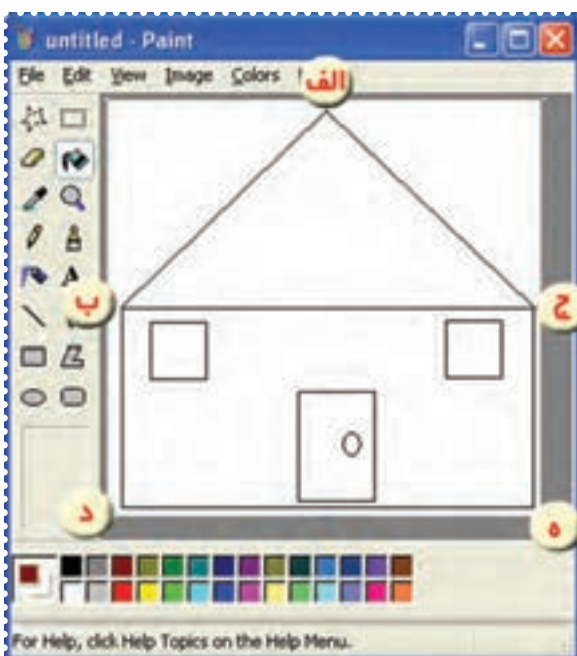 untitled - Paint
File Edit View Image Colors
الف
ب
ج
د
ه
For Help, click Help Topics on the Help Menu.